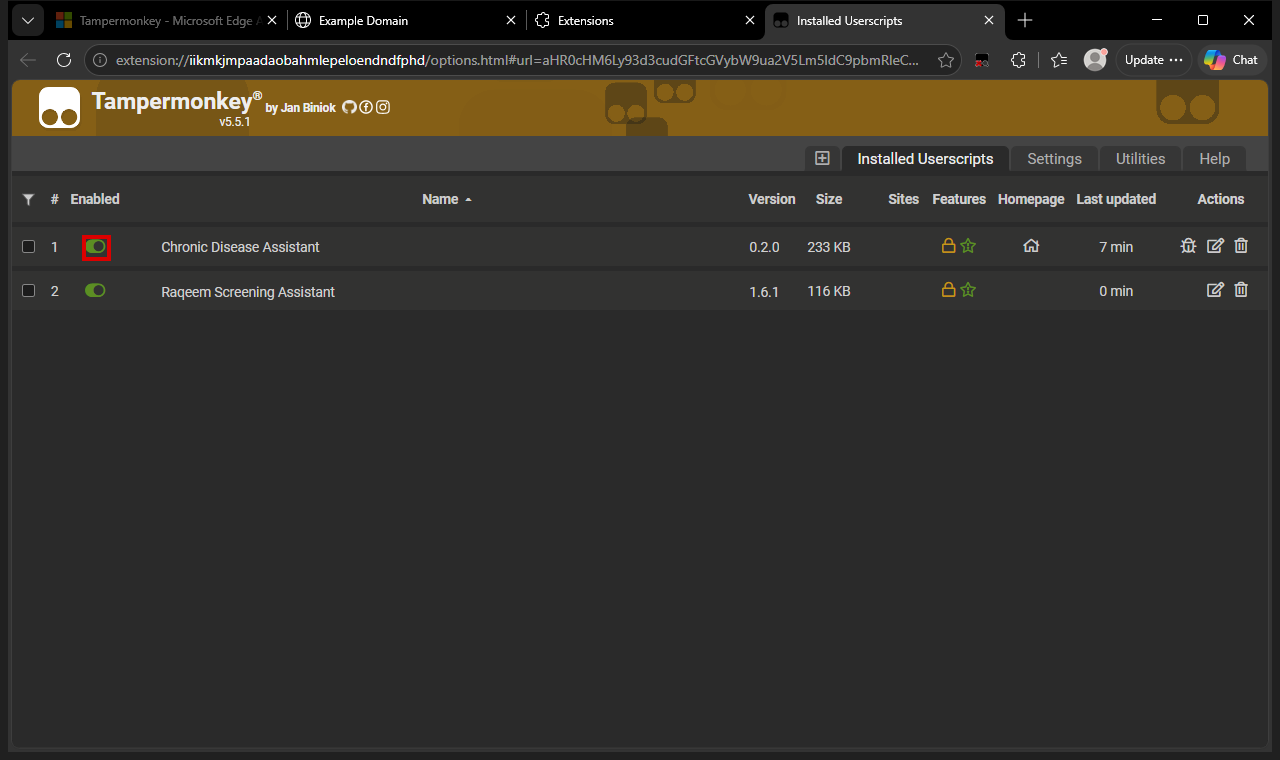 Tampermonkey - Microsoft Edge A
Example Domain
Extensions
Installed Userscripts
extension://iikmkjmpaadaobahmlepeloendndfphd/options.html#url=aHR0cHM6Ly93d3cudGFtcGVybW9ua2V5Lm5ldC9pbmRleC...
Update
Chat
Tampermonkey® by Jan Biniok
v5.5.1
Installed Userscripts Settings Utilities Help
# Enabled Name Version Size Sites Features Homepage Last updated Actions
1 Chronic Disease Assistant 0.2.0 233 KB 7 min
2 Raqeem Screening Assistant 1.6.1 116 KB 0 min